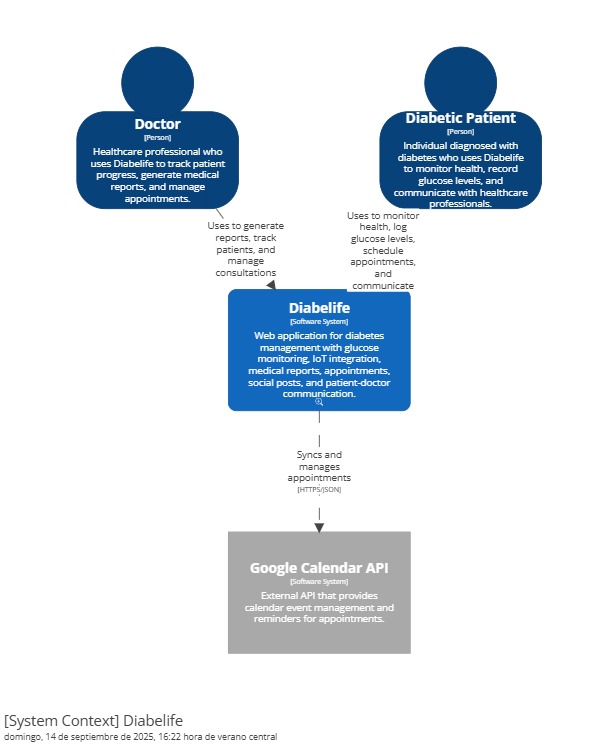 Doctor
[Person]
Healthcare professional who
uses Diabelife to track patient
progress, generate medical
reports, and manage
appointments.
Diabetic Patient
[Person]
Individual diagnosed with
diabetes who uses Diabelife
to monitor health, record
glucose levels, and
communicate with healthcare
professionals.
Uses to generate
reports, track
patients, and
manage
consultations
Uses to monitor
health, log
glucose levels,
schedule
appointments,
and
communicate
Diabelife
[Software System]
Web application for diabetes
management with glucose
monitoring, IoT integration,
medical reports, appointments,
social posts, and patient-doctor
communication.
Syncs and
manages
appointments
[HTTPS/JSON]
Google Calendar API
[Software System]
External API that provides
calendar event management and
reminders for appointments.
[System Context] Diabelife
domingo, 14 de septiembre de 2025, 16:22 hora de verano central